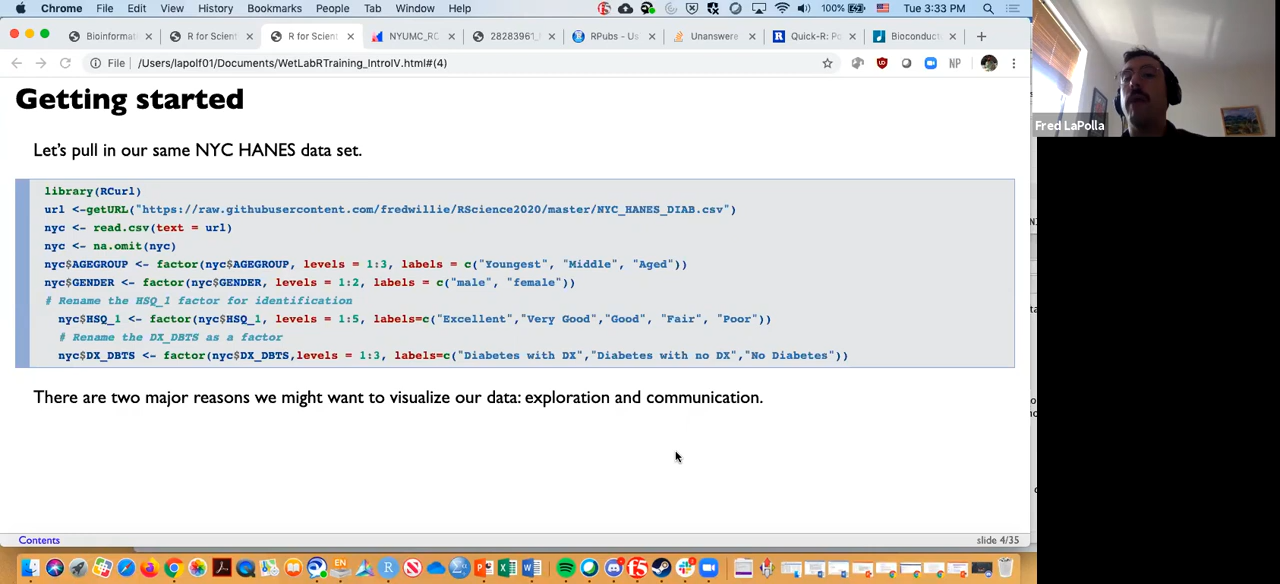 Chrome File Edit View History Bookmarks People Tab Window Help 100% Tue 3:33 PM
Bioinformat R for Scient R for Scient NYUMC_RC 28283961_ RPubs - Us Unanswere Quick-R: Po Bioconduct
File /Users/lapolf01/Documents/WetLabRTraining_IntroIV.html#(4) NP
Getting started
Fred LaPolla
Let's pull in our same NYC HANES data set.
library(RCurl)
url <-getURL("https://raw.githubusercontent.com/fredwillie/RScience2020/master/NYC_HANES_DIAB.csv")
nyc <- read.csv(text = url)
nyc <- na.omit(nyc)
nyc$AGEGROUP <- factor(nyc$AGEGROUP, levels = 1:3, labels = c("Youngest", "Middle", "Aged"))
nyc$GENDER <- factor(nyc$GENDER, levels = 1:2, labels = c("male", "female"))
# Rename the HSQ_1 factor for identification
nyc$HSQ_1 <- factor(nyc$HSQ_1, levels = 1:5, labels=c("Excellent","Very Good","Good", "Fair", "Poor"))
# Rename the DX_DBTS as a factor
nyc$DX_DBTS <- factor(nyc$DX_DBTS,levels = 1:3, labels=c("Diabetes with DX","Diabetes with no DX","No Diabetes"))
There are two major reasons we might want to visualize our data: exploration and communication.
Contents slide 4/35